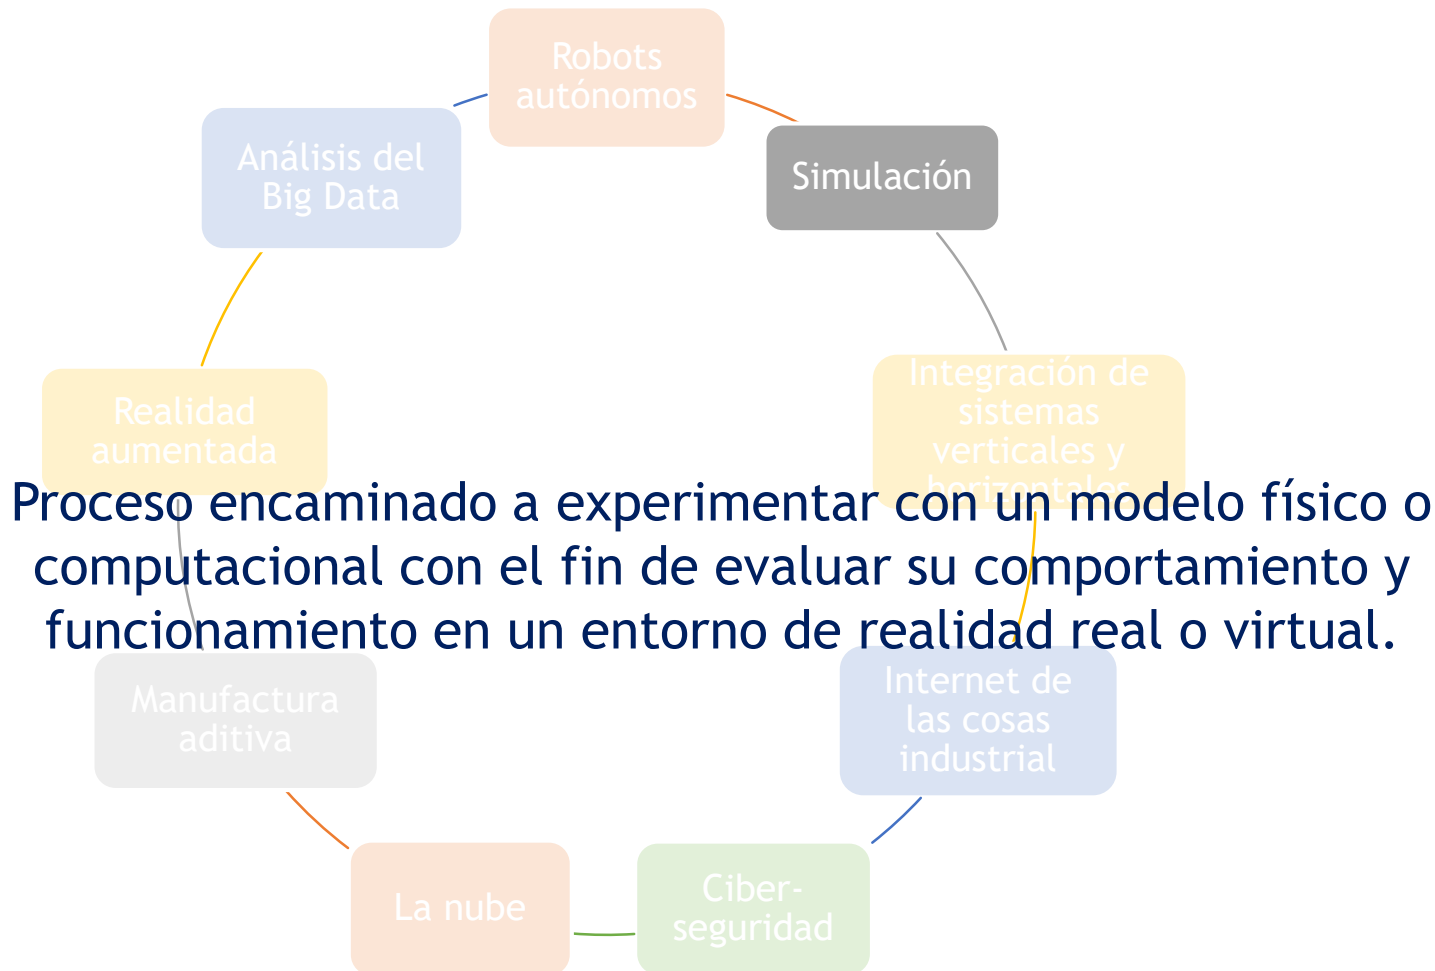 Robots
autónomos
Análisis del
Big Data
Simulación
Integración de
sistemas
verticales y
horizontales
Realidad
aumentada
Proceso encaminado a experimentar con un modelo físico o
computacional con el fin de evaluar su comportamiento y
funcionamiento en un entorno de realidad real o virtual.
Manufactura
aditiva
Internet de
las cosas
industrial
La nube
Ciber-
seguridad